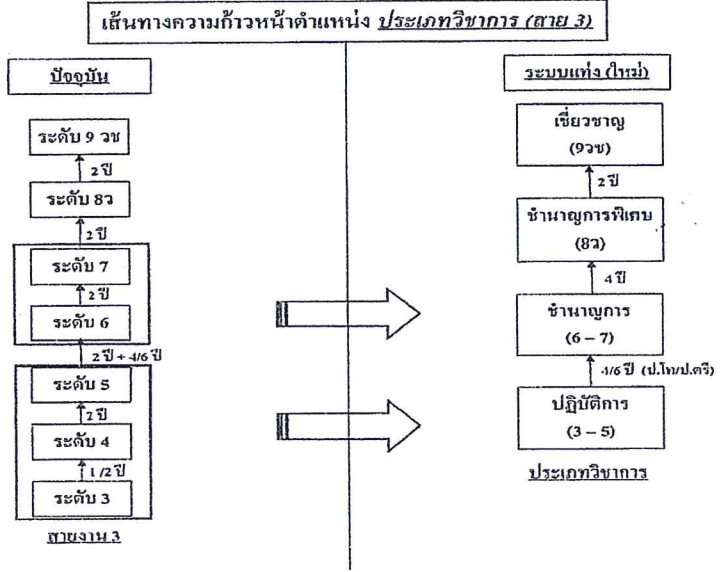 เส้นทางความก้าวหน้าตำแหน่ง ประเภทวิชาการ (สาย 3)
ปัจจุบัน
ระดับ 9 วช
2 ปี
ระดับ 8ว
2 ปี
ระดับ 7
2 ปี
ระดับ 6
2 ปี + 4/6 ปี
ระดับ 5
2 ปี
ระดับ 4
1 /2 ปี
ระดับ 3
สายงาน 3
ระบบแท่ง (ใหม่)
เชี่ยวชาญ
(9วช)
2 ปี
ชำนาญการพิเศษ
(8ว)
4 ปี
ชำนาญการ
(6 – 7)
4/6 ปี (ป.โท/ป.ตรี)
ปฏิบัติการ
(3 – 5)
ประเภทวิชาการ